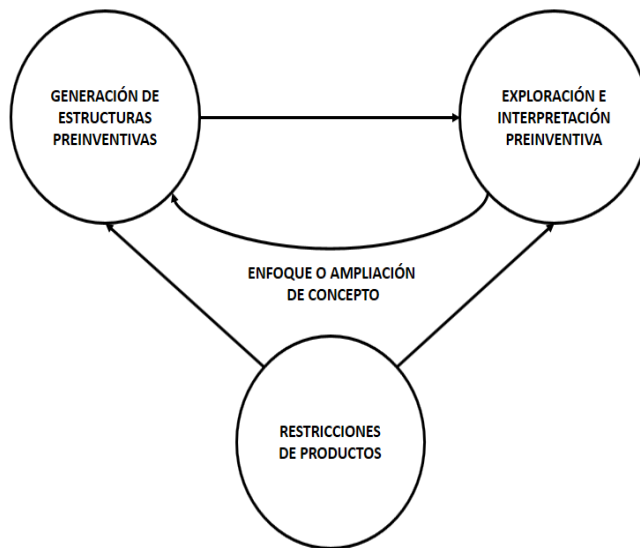 GENERACIÓN DE
ESTRUCTURAS
PREINVENTIVAS
EXPLORACIÓN E
INTERPRETACIÓN
PREINVENTIVA
ENFOQUE O AMPLIACIÓN
DE CONCEPTO
RESTRICCIONES
DE PRODUCTOS